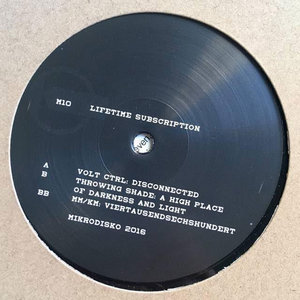 M10 LIFETIME SUBSCRIPTION
A VOLT CTRL: DISCONNECTED
B THROWING SHADE: A HIGH PLACE
OF DARKNESS AND LIGHT
BB MM/KM: VIERTAUSENDSECHSHUNDERT
MIKRODISKO 2016